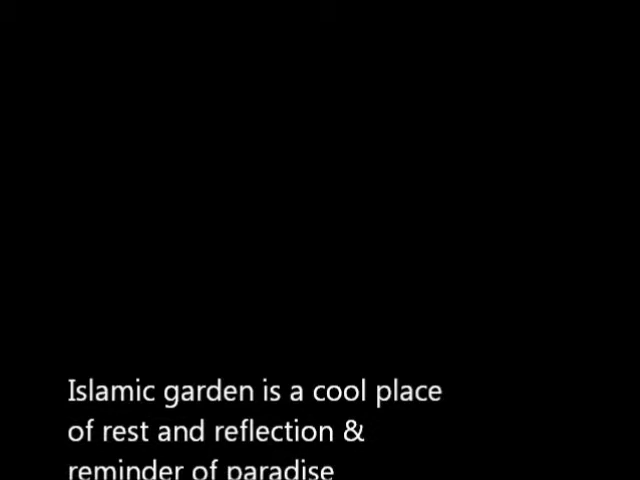 Islamic garden is a cool place
of rest and reflection &
reminder of paradise